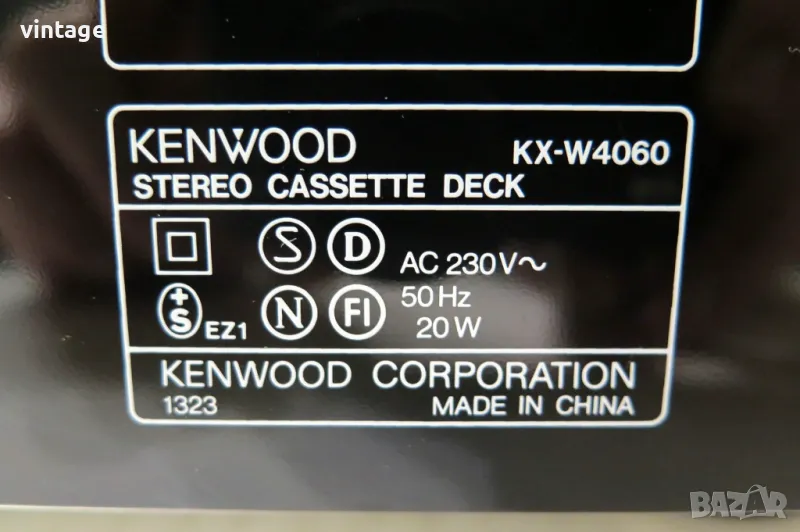 vintage
KENWOOD KX-W4060
STEREO CASSETTE DECK
S D AC 230V~
+S EZ1 N FI 50Hz
20W
KENWOOD CORPORATION
1323 MADE IN CHINA
BAZAR